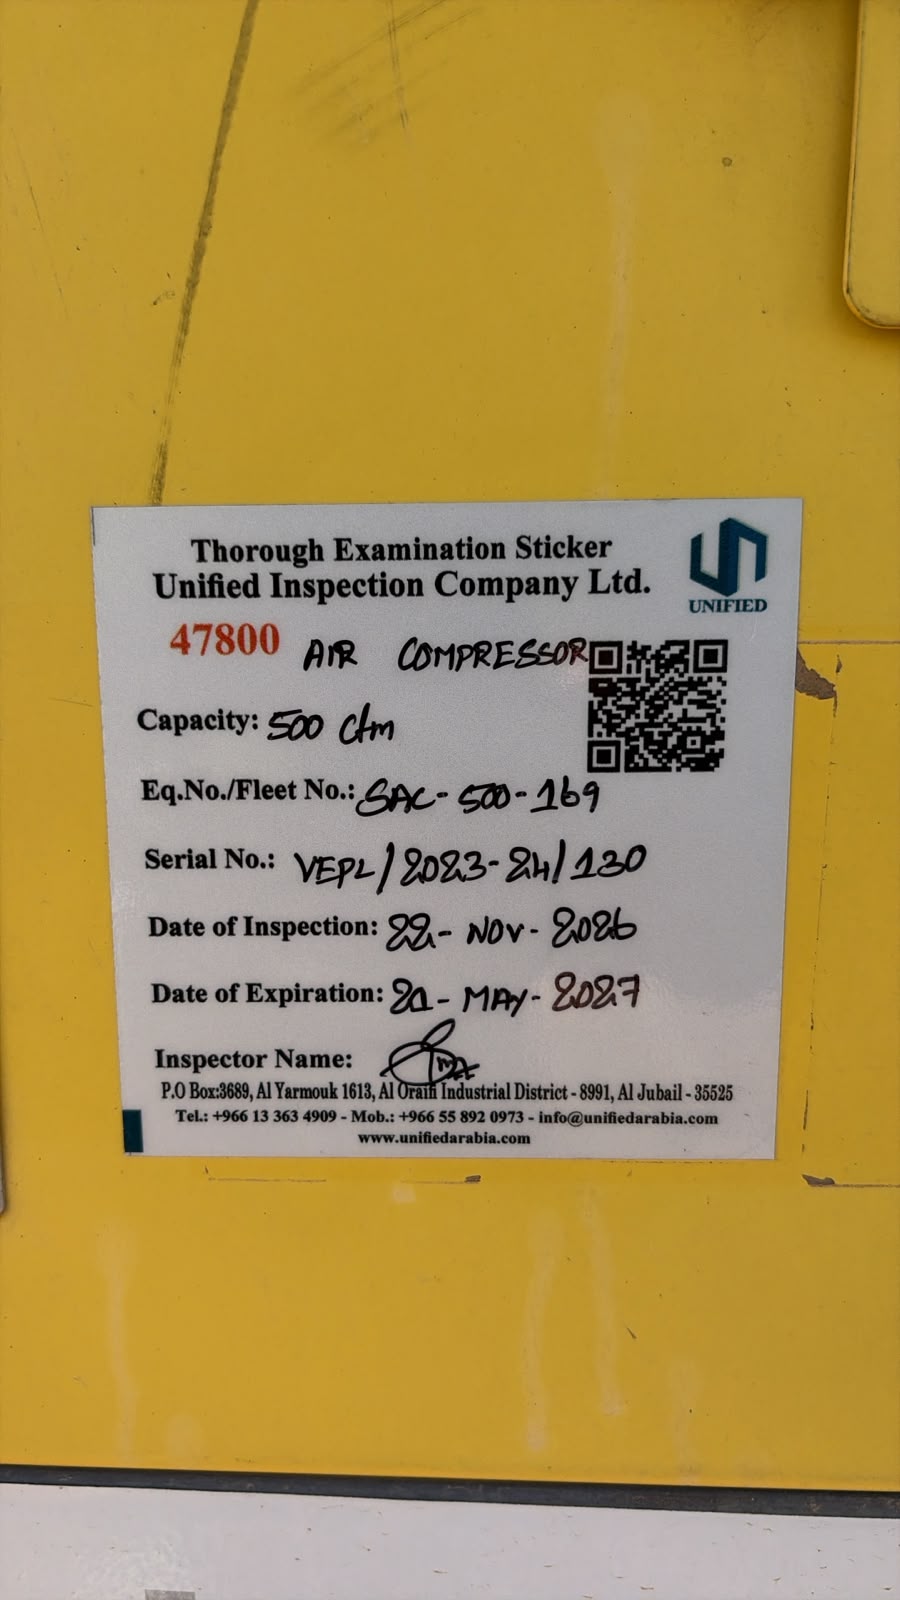 Thorough Examination Sticker
Unified Inspection Company Ltd.
UNIFIED
47800 AIR COMPRESSOR
Capacity: 500 Cfm
Eq.No./Fleet No.: SAC-500-169
Serial No.: VEPL/2023-24/130
Date of Inspection: 22-NOV-2026
Date of Expiration: 21-MAY-2027
Inspector Name:
P.O Box:3689, Al Yarmouk 1613, Al Oraifi Industrial District - 8991, Al Jubail - 35525
Tel.: +966 13 363 4909 - Mob.: +966 55 892 0973 - info@unifiedarabia.com
www.unifiedarabia.com